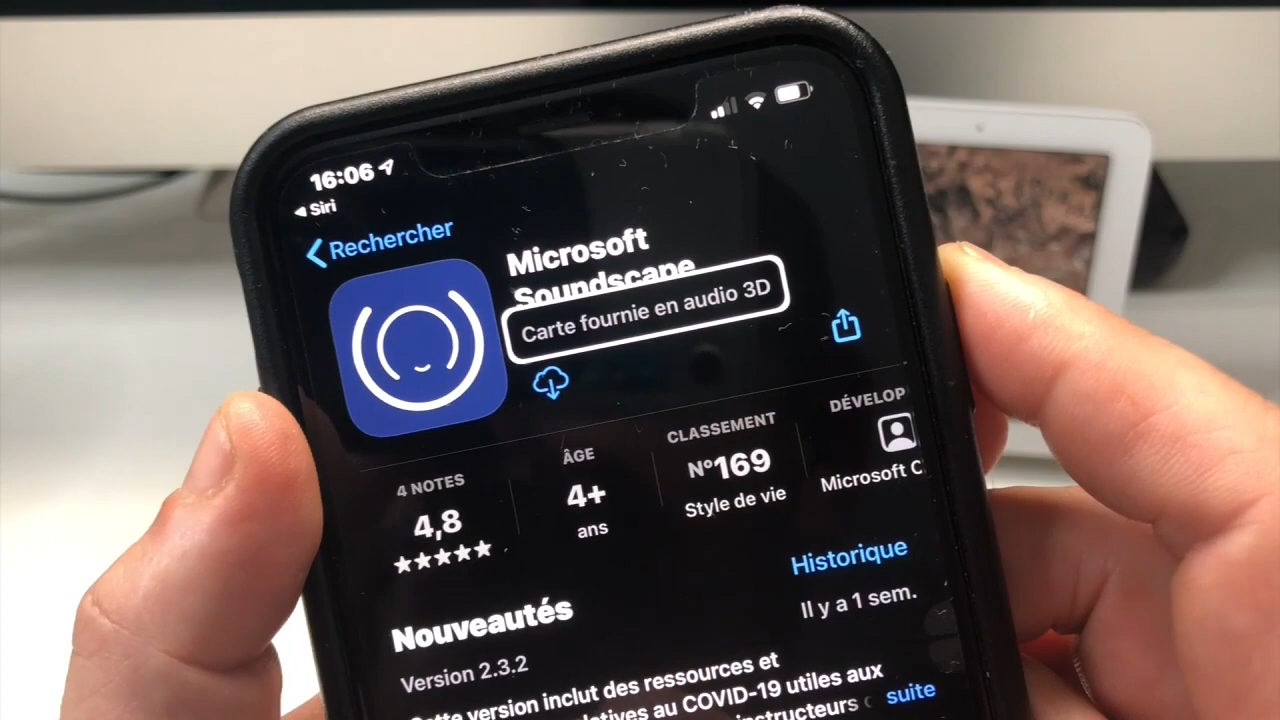 16:06
Siri
Rechercher
Microsoft
Soundscape
Carte fournie en audio 3D
4 NOTES
4,8
ÂGE
4+
ans
CLASSEMENT
N°169
Style de vie
DÉVELOP
Microsoft C
Nouveautés
Historique
Version 2.3.2
Il y a 1 sem.
Cette version inclut des ressources et
au COVID-19 utiles aux
instructeurs
suite